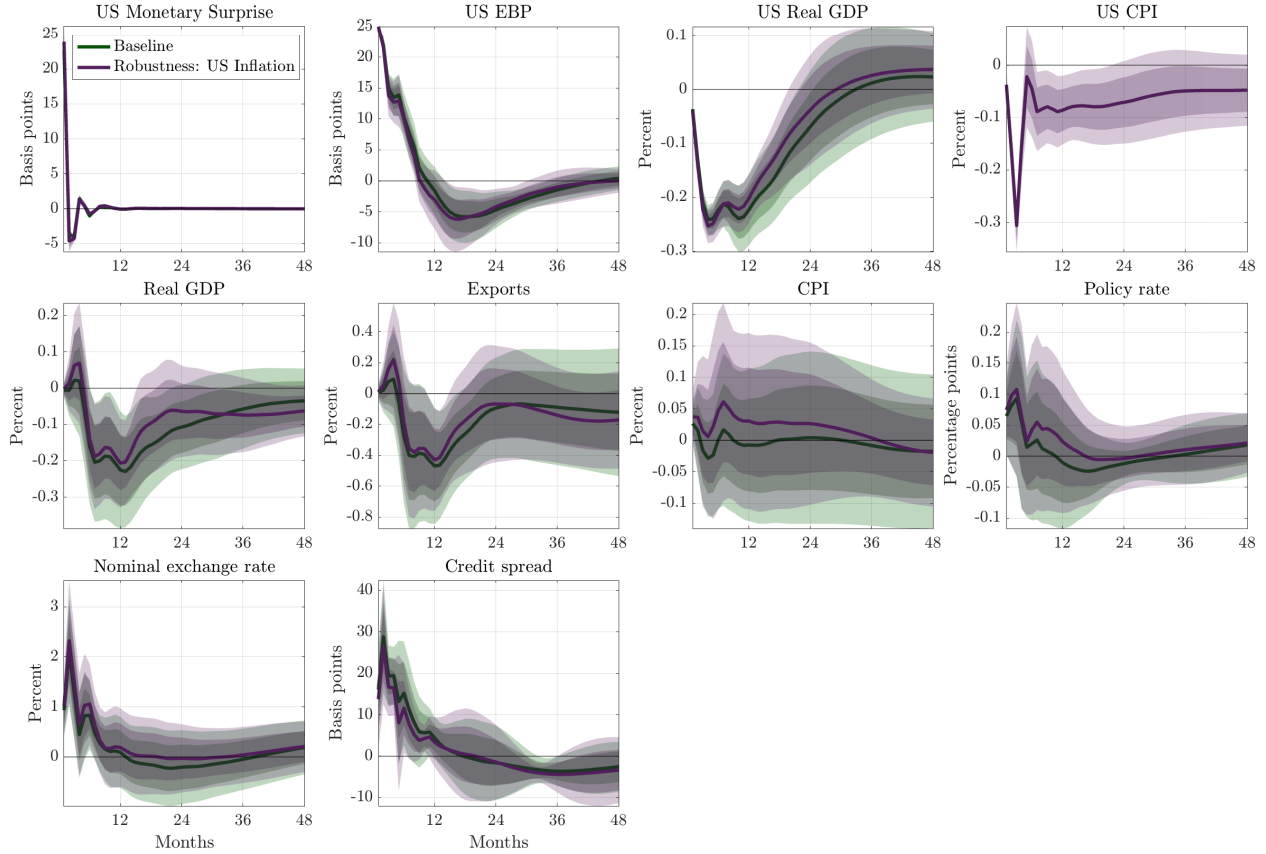 US Monetary Surprise
25
20
15
10
5
0
-5
12 24 36 48
Basis points
Baseline
Robustness: US Inflation
US EBP
25
20
15
10
5
0
-5
-10
12 24 36 48
Basis points
US Real GDP
0.1
0
-0.1
-0.2
-0.3
12 24 36 48
Percent
US CPI
0
-0.1
-0.2
-0.3
12 24 36 48
Percent
Real GDP
0.2
0.1
0
-0.1
-0.2
-0.3
12 24 36 48
Percent
Exports
0.4
0.2
0
-0.2
-0.4
-0.6
-0.8
12 24 36 48
Percent
CPI
0.2
0.15
0.1
0.05
0
-0.05
-0.1
12 24 36 48
Percent
Policy rate
0.2
0.15
0.1
0.05
0
-0.05
-0.1
12 24 36 48
Percentage points
Nominal exchange rate
3
2
1
0
12 24 36 48
Percent
Months
Credit spread
40
30
20
10
0
-10
12 24 36 48
Basis points
Months